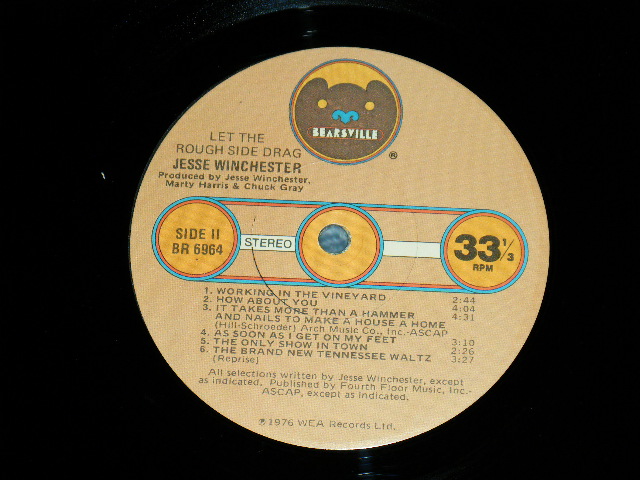 BEARSVILLE
®
LET THE
ROUGH SIDE DRAG
JESSE WINCHESTER
Produced by Jesse Winchester,
Marty Harris & Chuck Gray
SIDE II
BR 6964
STEREO
33 1/3
RPM
1. WORKING IN THE VINEYARD 2:44
2. HOW ABOUT YOU 4:04
3. IT TAKES MORE THAN A HAMMER 4:31
AND NAILS TO MAKE A HOUSE A HOME
(Hill-Schroeder) Arch Music Co., Inc.-ASCAP
4. AS SOON AS I GET ON MY FEET 3:10
5. THE ONLY SHOW IN TOWN 2:26
6. THE BRAND NEW TENNESSEE WALTZ 3:27
(Reprise)
All selections written by Jesse Winchester, except
as indicated. Published by Fourth Floor Music, Inc.-
ASCAP, except as indicated.
℗1976 WEA Records Ltd.